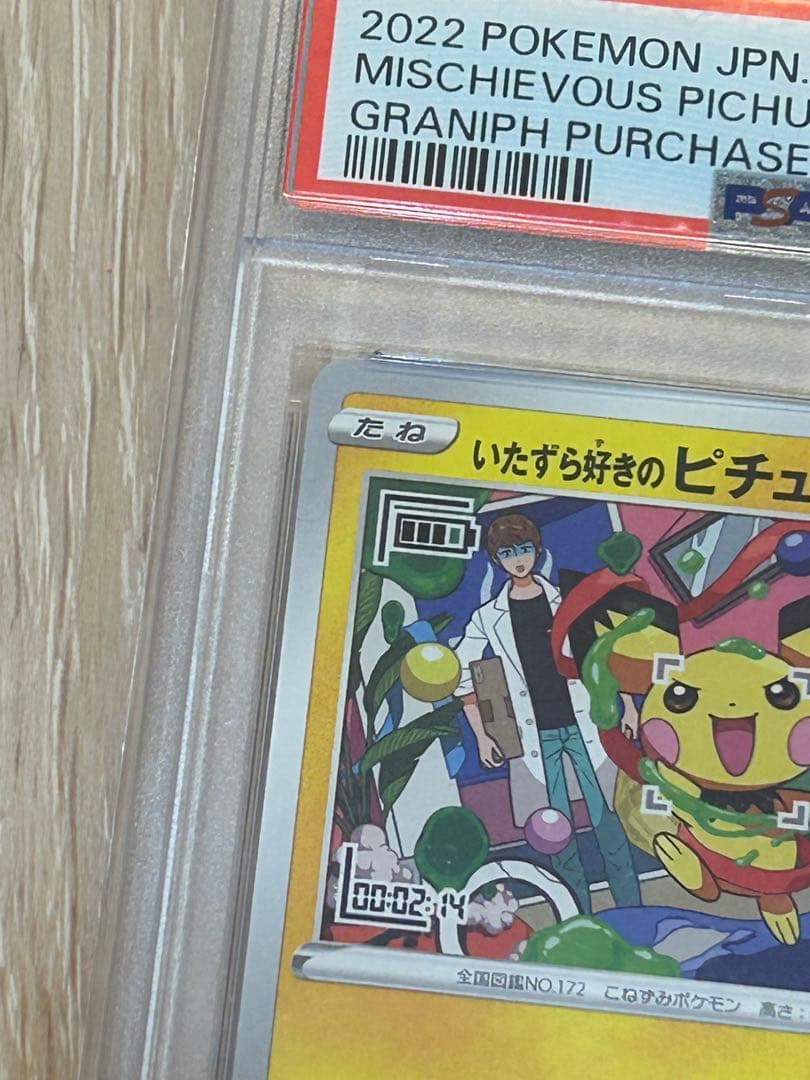 2022 POKEMON JPN.
MISCHIEVOUS PICHU
GRANIPH PURCHASE
PSA
たね
いたずら好きのピチュ
00:02:14
全国図鑑NO.172 こねずみポケモン 高さ: